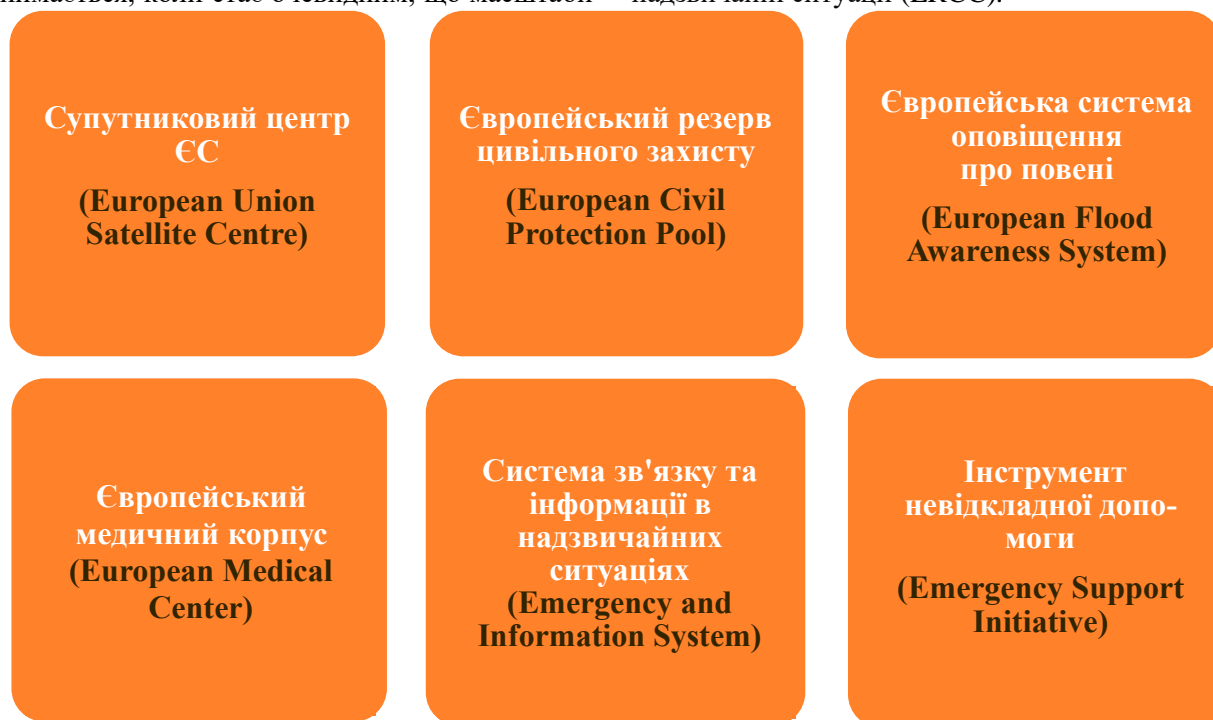 Супутниковий центр
ЄС
(European Union
Satellite Centre)
Європейський резерв
цивільного захисту
(European Civil
Protection Pool)
Європейська система
оповіщення
про повені
(European Flood
Awareness System)
Європейський
медичний корпус
(European Medical
Center)
Система зв'язку та
інформації в
надзвичайних
ситуаціях
(Emergency and
Information System)
Інструмент
невідкладної допо-
моги
(Emergency Support
Initiative)